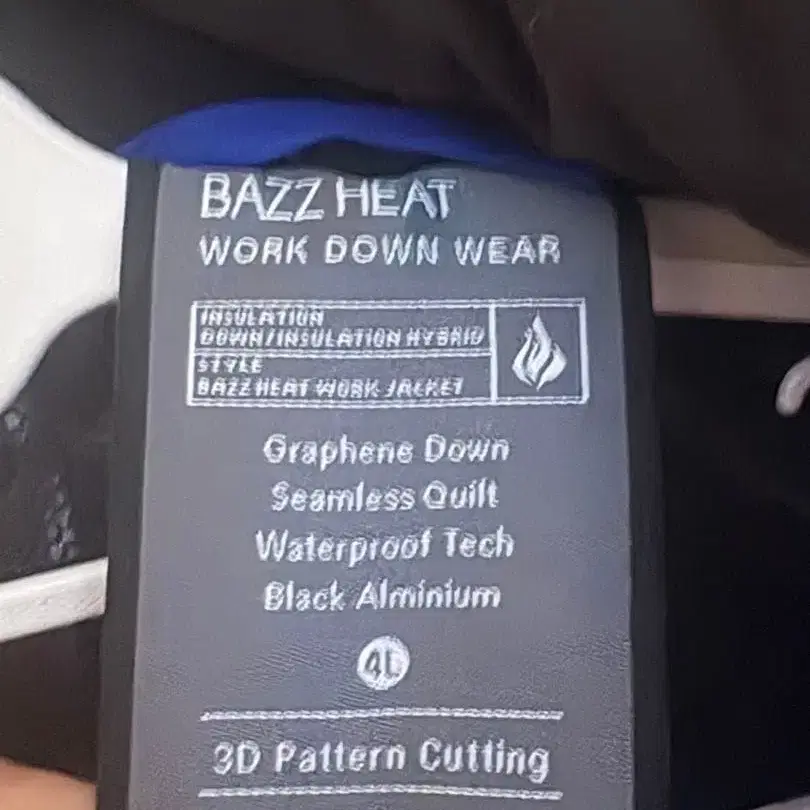 BAZZ HEAT
WORK DOWN WEAR
INSULATION
DOWN/INSULATION HYBRID
STYLE
BAZZ HEAT WORK JACKET
Graphene Down
Seamless Quilt
Waterproof Tech
Black Alminium
4L
3D Pattern Cutting